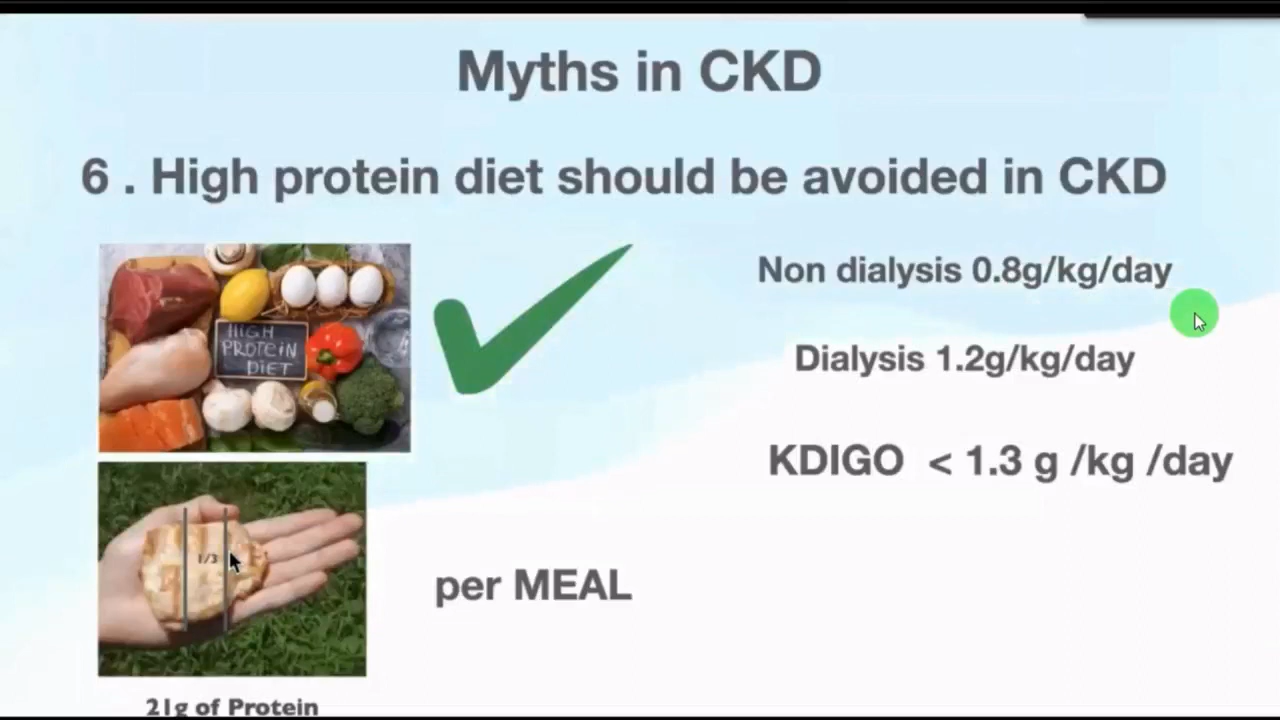 Myths in CKD
6 . High protein diet should be avoided in CKD
HIGH
PROTEIN
DIET
Non dialysis 0.8g/kg/day
Dialysis 1.2g/kg/day
KDIGO < 1.3 g /kg /day
1/3
per MEAL
21g of Protein